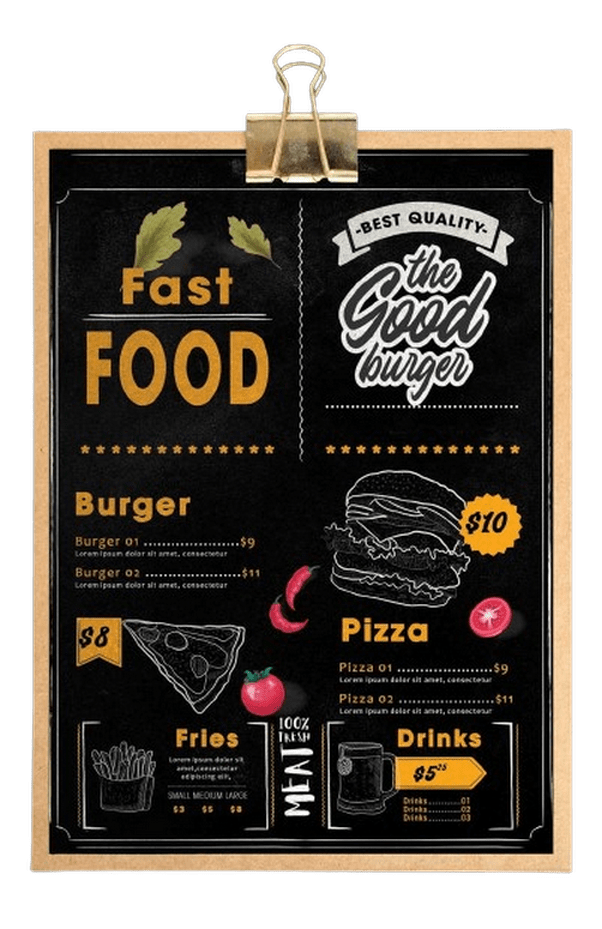 Fast
FOOD
-BEST QUALITY-
the
Good
burger
Burger
Burger 01 ........................$9
Lorem ipsum dolor sit amet, consectetur
Burger 02 ........................$11
Lorem ipsum dolor sit amet, consectetur
$10
$8
Pizza
Pizza 01 ........................$9
Lorem ipsum dolor sit amet, consectetur
Pizza 02 ........................$11
Lorem ipsum dolor sit amet, consectetur
Fries
Lorem ipsum dolor sit
amet,consectetur
adipiscing elit,
SMALL MEDIUM LARGE
$3 $5 $8
100%
FRESH
MEAT
Drinks
$5²⁵
Drinks............01
Drinks............02
Drinks............03